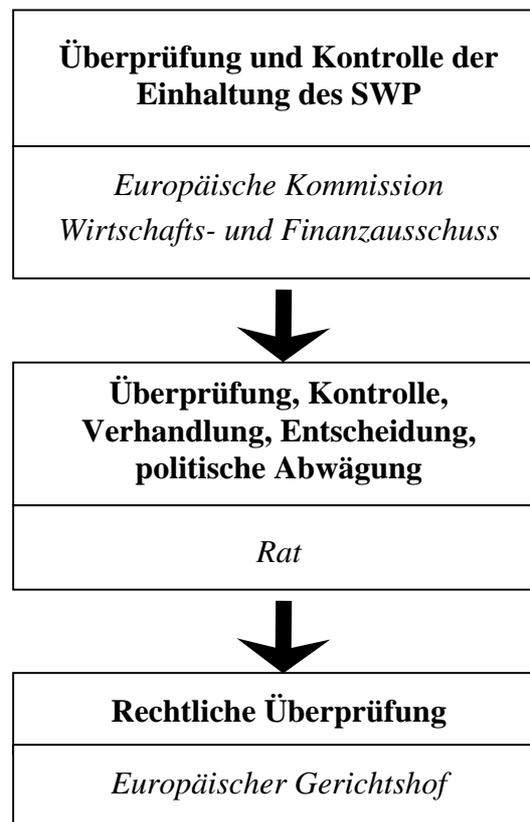 Überprüfung und Kontrolle der
Einhaltung des SWP
Europäische Kommission
Wirtschafts- und Finanzausschuss
Überprüfung, Kontrolle,
Verhandlung, Entscheidung,
politische Abwägung
Rat
Rechtliche Überprüfung
Europäischer Gerichtshof